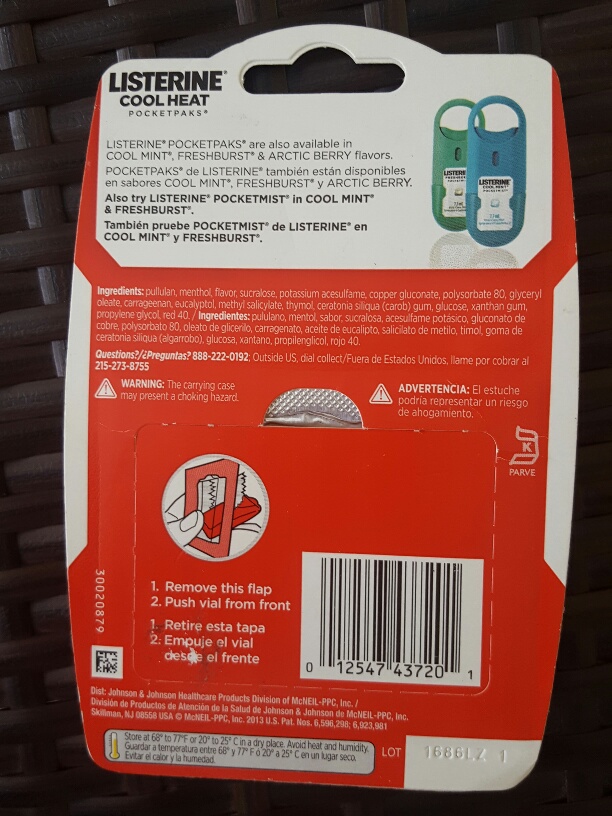 LISTERINE®
COOL HEAT
POCKETPAKS®
LISTERINE® POCKETPAKS® are also available in
COOL MINT®, FRESHBURST® & ARCTIC BERRY flavors.
POCKETPAKS® de LISTERINE® también están disponibles
en sabores COOL MINT®, FRESHBURST® y ARCTIC BERRY.
Also try LISTERINE® POCKETMIST® in COOL MINT®
& FRESHBURST®.
También pruebe POCKETMIST® de LISTERINE® en
COOL MINT® y FRESHBURST®.
LISTERINE
COOL MINT
Ingredients: pullulan, menthol, flavor, sucralose, potassium acesulfame, copper gluconate, polysorbate 80, glyceryl
oleate, carrageenan, eucalyptol, methyl salicylate, thymol, ceratonia siliqua (carob) gum, glucose, xanthan gum,
propylene glycol, red 40. / Ingredientes: pululano, mentol, sabor, sucralosa, acesulfame potásico, gluconato de
cobre, polysorbato 80, oleato de glicerilo, carragenato, aceite de eucalipto, salicilato de metilo, timol, goma de
ceratonia siliqua (algarrobo), glucosa, xantano, propilenglicol, rojo 40.
Questions?/¿Preguntas? 888-222-0192; Outside US, dial collect/Fuera de Estados Unidos, llame por cobrar al
215-273-8755
WARNING: The carrying case
may present a choking hazard.
ADVERTENCIA: El estuche
podría representar un riesgo
de ahogamiento.
K
PARVE
1. Remove this flap
2. Push vial from front
1. Retire esta tapa
2. Empuje el vial
desde el frente
30020879
0 12547 43720 1
Dist: Johnson & Johnson Healthcare Products Division of McNEIL-PPC, Inc. /
División de Productos de Atención de la Salud de Johnson & Johnson de McNEIL-PPC, Inc.
Skillman, NJ 08558 USA © McNEIL-PPC, Inc. 2013 U.S. Pat. Nos. 6,596,298; 6,923,981
Store at 68° to 77°F or 20° to 25° C in a dry place. Avoid heat and humidity.
Guardar a temperatura entre 68° y 77° F ó 20° a 25° C en un lugar seco.
Evitar el calor y la humedad.
LOT 1686LZ 1